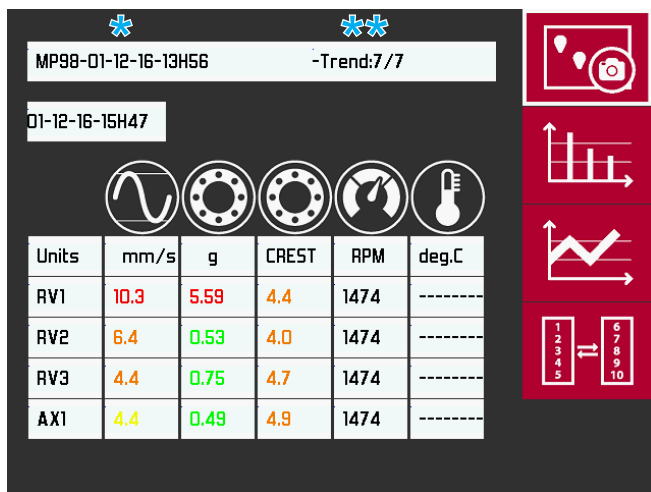 * **
MP98-01-12-16-13H56 -Trend:7/7
01-12-16-15H47
Units mm/s g CREST RPM deg.C
RV1 10.3 5.59 4.4 1474 --------
RV2 6.4 0.53 4.0 1474 --------
RV3 4.4 0.75 4.7 1474 --------
AX1 4.4 0.49 4.9 1474 --------
1 6
2 7
3 8
4 9
5 10